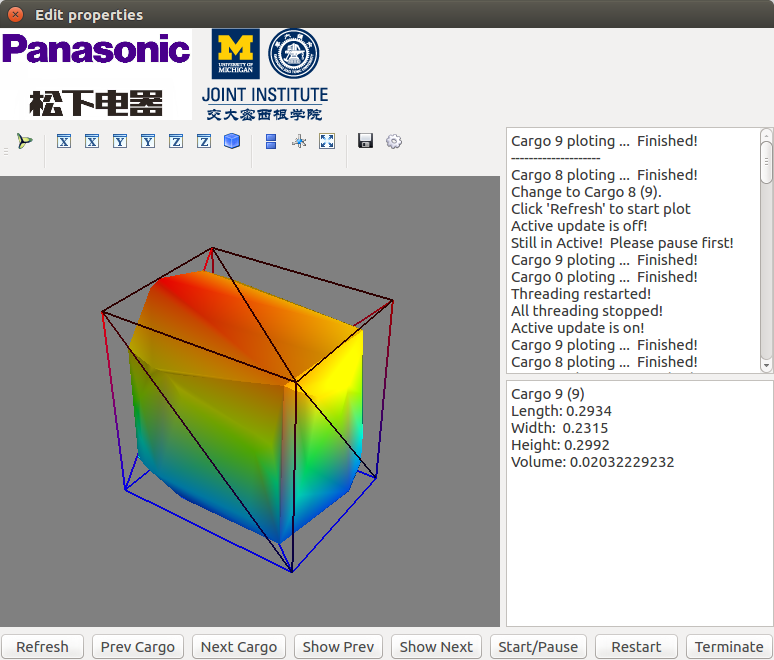 Edit properties
Panasonic
松下电器
M
UNIVERSITY OF
MICHIGAN
JOINT INSTITUTE
交大密西根学院
X X Y Y Z Z
Cargo 9 ploting ... Finished!
--------------------
Cargo 8 ploting ... Finished!
Change to Cargo 8 (9).
Click 'Refresh' to start plot
Active update is off!
Still in Active! Please pause first!
Cargo 9 ploting ... Finished!
Cargo 0 ploting ... Finished!
Threading restarted!
All threading stopped!
Active update is on!
Cargo 9 ploting ... Finished!
Cargo 8 ploting ... Finished!
Cargo 9 (9)
Length: 0.2934
Width: 0.2315
Height: 0.2992
Volume: 0.02032229232
Refresh Prev Cargo Next Cargo Show Prev Show Next Start/Pause Restart Terminate